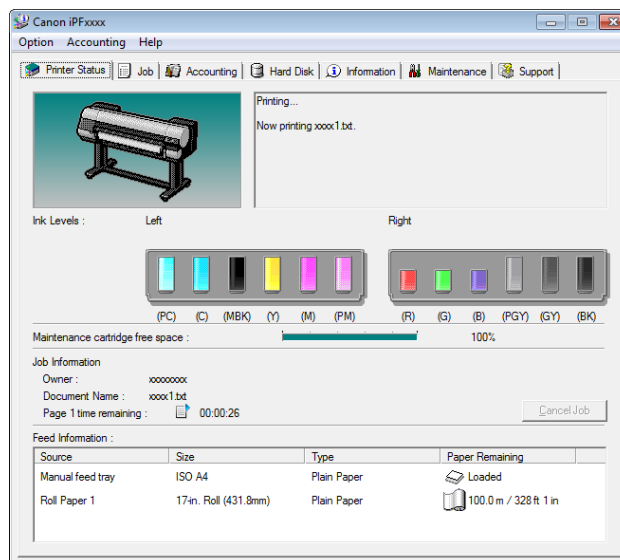 Canon iPFxxxx
Option Accounting Help
Printer Status Job Accounting Hard Disk Information Maintenance Support
Printing...
Now printing xxxx1.txt.
Ink Levels : Left Right
(PC) (C) (MBK) (Y) (M) (PM) (R) (G) (B) (PGY) (GY) (BK)
Maintenance cartridge free space : 100%
Job Information
Owner : xxxxxxxx
Document Name : xxxx1.txt
Page 1 time remaining : 00:00:26
Cancel Job
Feed Information :
Source Size Type Paper Remaining
Manual feed tray ISO A4 Plain Paper Loaded
Roll Paper 1 17-in. Roll (431.8mm) Plain Paper 100.0 m / 328 ft 1 in